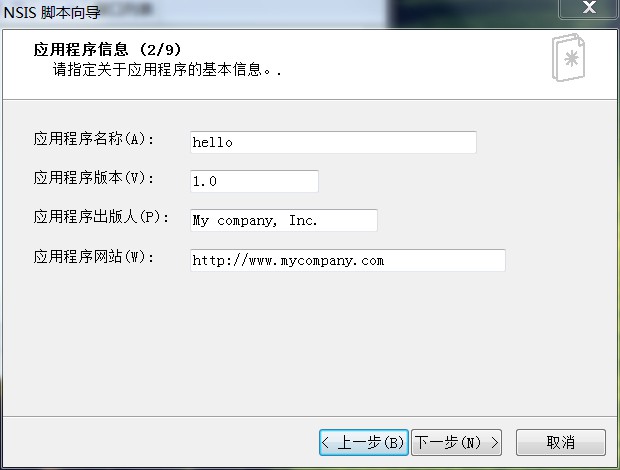 NSIS 脚本向导
应用程序信息 (2/9)
请指定关于应用程序的基本信息。.
应用程序名称(A): hello
应用程序版本(V): 1.0
应用程序出版人(P): My company, Inc.
应用程序网站(W): http://www.mycompany.com
< 上一步(B) 下一步(N) > 取消